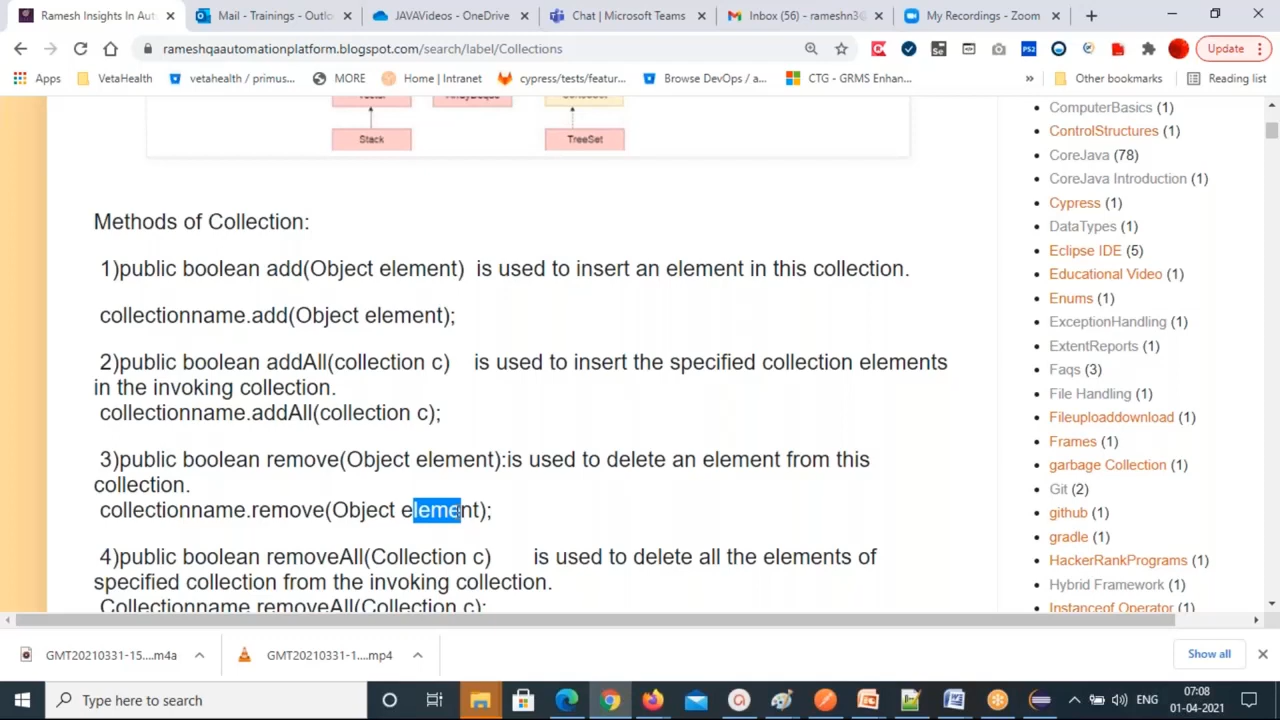 Ramesh Insights In Aut
Mail - Trainings - Outlo
JAVAVideos - OneDrive
Chat | Microsoft Teams
Inbox (56) - rameshn3@
My Recordings - Zoom
rameshqaautomationplatform.blogspot.com/search/label/Collections
Update
Apps
VetaHealth
vetahealth / primus...
MORE
Home | Intranet
cypress/tests/featur...
Browse DevOps / a...
CTG - GRMS Enhan...
»
Other bookmarks
Reading list
Stack
TreeSet
Methods of Collection:
1)public boolean add(Object element)  is used to insert an element in this collection.
collectionname.add(Object element);
2)public boolean addAll(collection c)    is used to insert the specified collection elements
in the invoking collection.
collectionname.addAll(collection c);
3)public boolean remove(Object element):is used to delete an element from this
collection.
collectionname.remove(Object element);
4)public boolean removeAll(Collection c)       is used to delete all the elements of
specified collection from the invoking collection.
Collectionname.removeAll(Collection c);
ComputerBasics (1)
ControlStructures (1)
CoreJava (78)
CoreJava Introduction (1)
Cypress (1)
DataTypes (1)
Eclipse IDE (5)
Educational Video (1)
Enums (1)
ExceptionHandling (1)
ExtentReports (1)
Faqs (3)
File Handling (1)
Fileuploaddownload (1)
Frames (1)
garbage Collection (1)
Git (2)
github (1)
gradle (1)
HackerRankPrograms (1)
Hybrid Framework (1)
Instanceof Operator (1)
GMT20210331-15....m4a
GMT20210331-1....mp4
Show all
Type here to search
ENG
07:08
01-04-2021